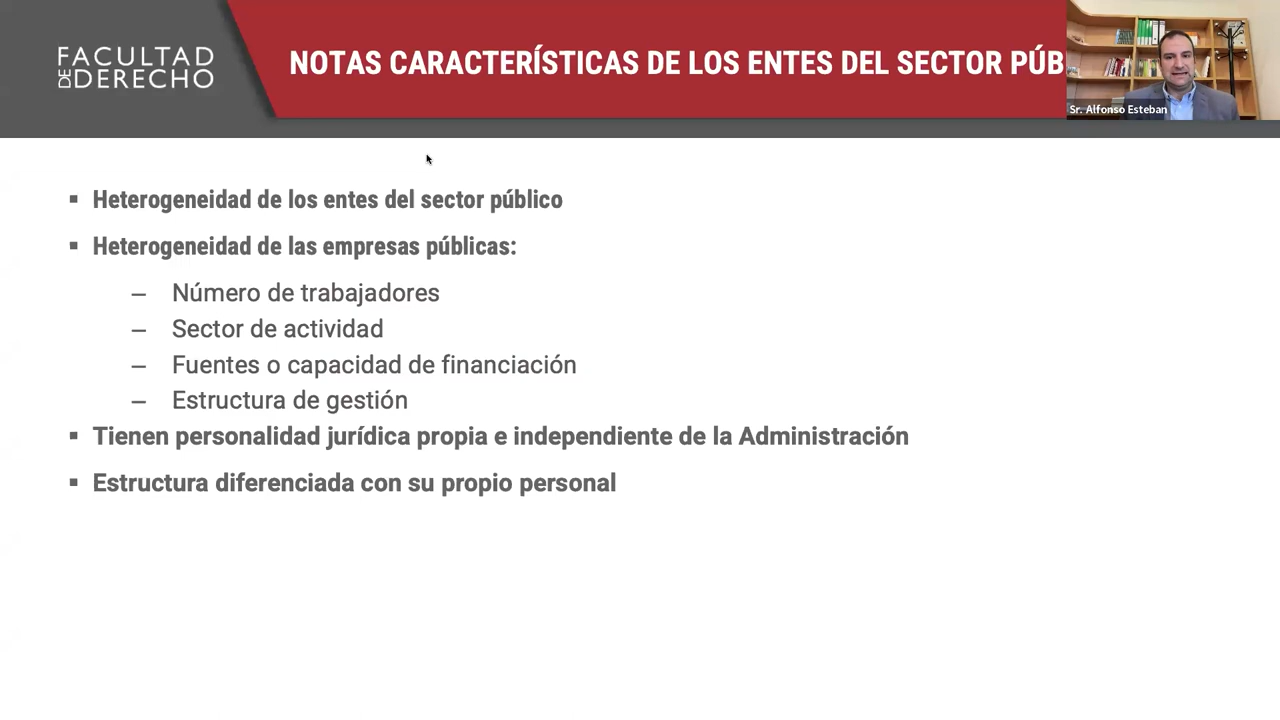 FACULTAD
DE DERECHO
NOTAS CARACTERÍSTICAS DE LOS ENTES DEL SECTOR PÚB
Sr. Alfonso Esteban
▪ Heterogeneidad de los entes del sector público
▪ Heterogeneidad de las empresas públicas:
– Número de trabajadores
– Sector de actividad
– Fuentes o capacidad de financiación
– Estructura de gestión
▪ Tienen personalidad jurídica propia e independiente de la Administración
▪ Estructura diferenciada con su propio personal